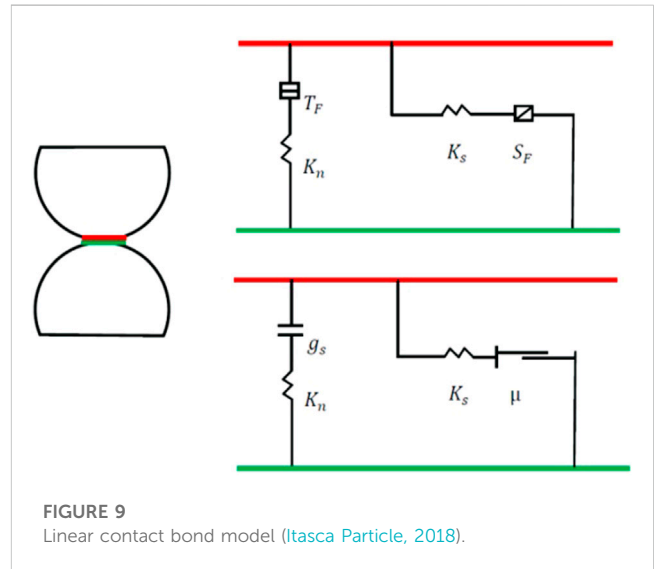 T_F
K_n
K_s S_F
g_s
K_n
K_s μ
FIGURE 9
Linear contact bond model (Itasca Particle, 2018).